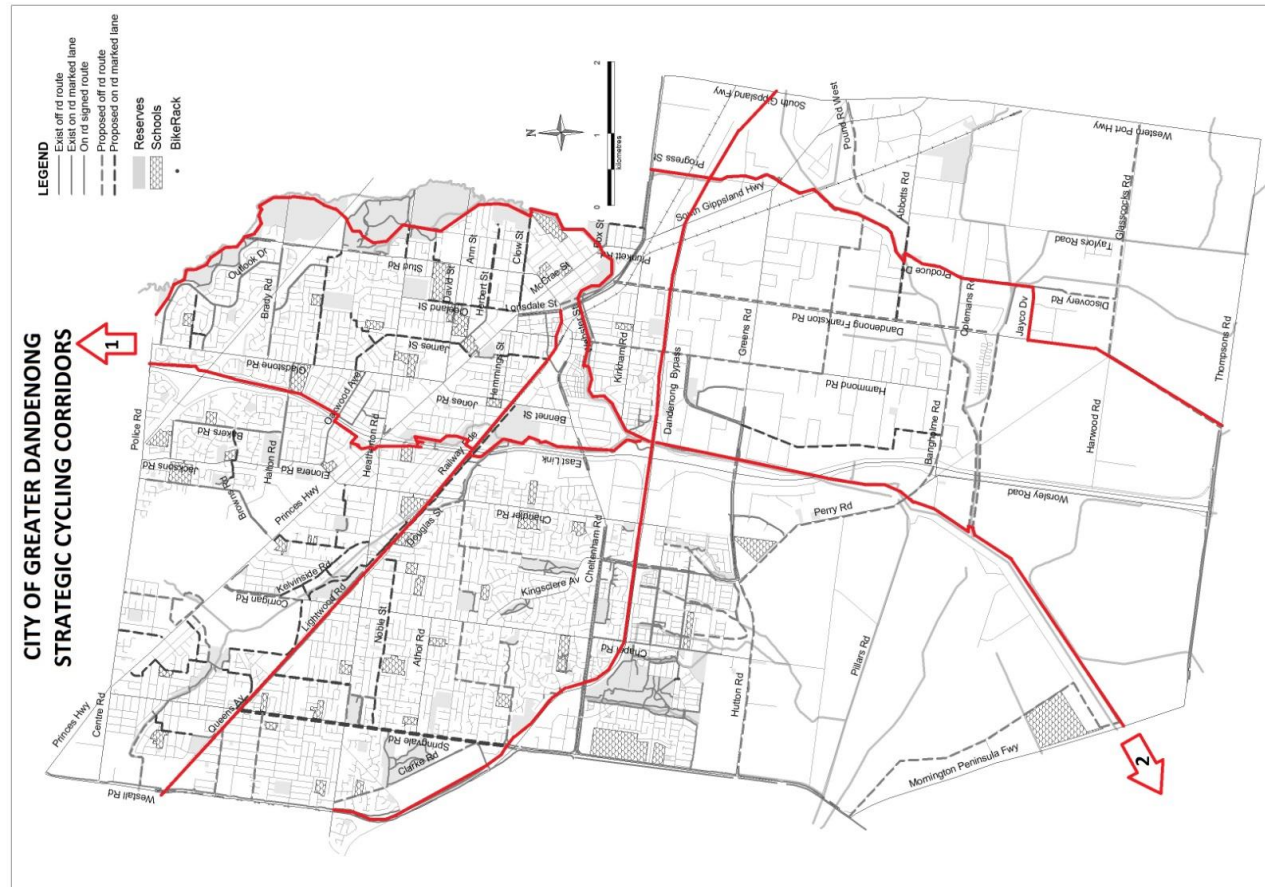 CITY OF GREATER DANDENONG
STRATEGIC CYCLING CORRIDORS
LEGEND
Exist off rd route
Exist on rd marked lane
On rd signed route
Proposed off rd route
Proposed on rd marked lane
Reserves
Schools
BikeRack
N
0 1 2
kilometres
1
2
Police Rd
Gladstone Rd
Outlook Dr
Brady Rd
Stud Rd
Jacksons Rd
Bakers Rd
Browns Rd
Halton Rd
Elonera Rd
Princes Hwy
Heatherton Rd
Oakwood Ave
James St
Jones Rd
Hemmings St
Cleeland St
David St
Herbert St
Ann St
Clow St
McCrae St
Lonsdale St
Fox St
Plunkett Rd
Webster St
Kirkham Rd
Bennet St
Railway Pde
Douglas St
East Link
Chandler Rd
Cheltenham Rd
Kingsclere Av
Kelvinside Rd
Corrigan Rd
Lightwood Rd
Noble St
Athol Rd
Princes Hwy
Centre Rd
Queens Av
Westall Rd
Springvale Rd
Clarke Rd
Chapel Rd
Hutton Rd
Perry Rd
Pillars Rd
Mornington Peninsula Fwy
Worsley Road
Bangholme Rd
Harwood Rd
Thompsons Rd
Hammond Rd
Dandenong Bypass
Greens Rd
Dandenong Frankston Rd
Colemans Rd
Jayco Dv
Discovery Rd
Produce Dr
Abbotts Rd
Taylors Road
Glasscocks Rd
Western Port Hwy
Pound Rd West
South Gippsland Fwy
South Gippsland Hwy
Progress St